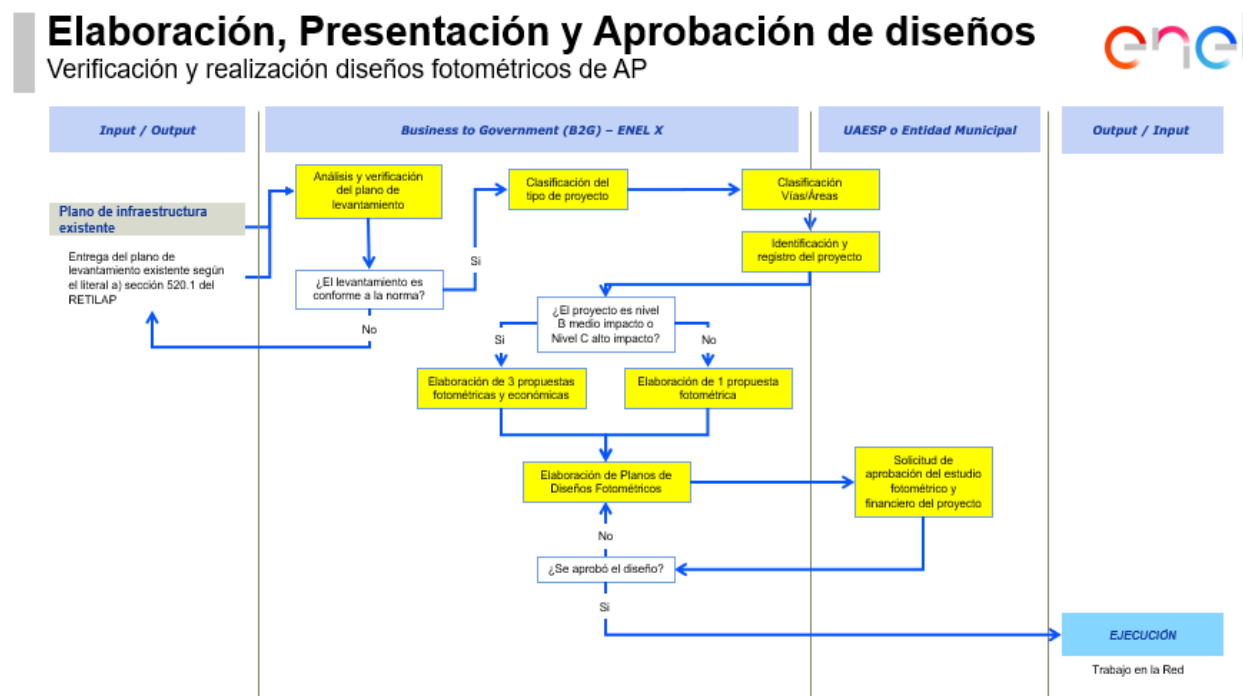 Elaboración, Presentación y Aprobación de diseños
Verificación y realización diseños fotométricos de AP
enel
Input / Output
Business to Government (B2G) – ENEL X
UAESP o Entidad Municipal
Output / Input
Plano de infraestructura
existente
Entrega del plano de
levantamiento existente según
el literal a) sección 520.1 del
RETILAP
Análisis y verificación
del plano de
levantamiento
¿El levantamiento es
conforme a la norma?
Si
No
Clasificación del
tipo de proyecto
Clasificación
Vías/Áreas
Identificación y
registro del proyecto
¿El proyecto es nivel
B medio impacto o
Nivel C alto impacto?
Si
No
Elaboración de 3 propuestas
fotométricas y económicas
Elaboración de 1 propuesta
fotométrica
Elaboración de Planos de
Diseños Fotométricos
Solicitud de
aprobación del estudio
fotométrico y
financiero del proyecto
No
¿Se aprobó el diseño?
Si
EJECUCIÓN
Trabajo en la Red